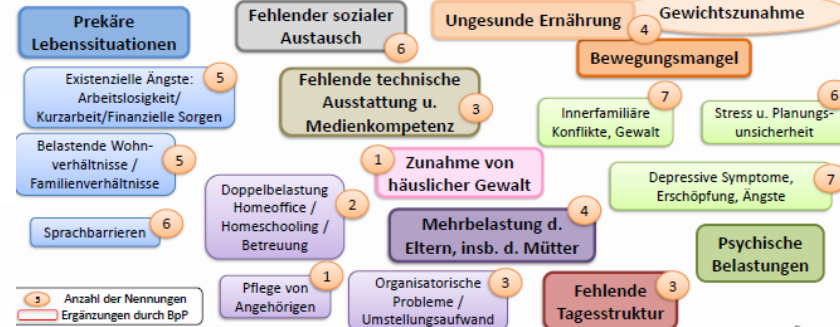 Prekäre
Lebenssituationen
Fehlender sozialer
Austausch
6
Ungesunde Ernährung
4
Gewichtszunahme
Bewegungsmangel
Existenzielle Ängste:
Arbeitslosigkeit/
Kurzarbeit/Finanzielle Sorgen
5
Fehlende technische
Ausstattung u.
Medienkompetenz
3
Innerfamiliäre
Konflikte, Gewalt
7
Stress u. Planungs-
unsicherheit
6
Belastende Wohn-
verhältnisse /
Familienverhältnisse
5
1
Zunahme von
häuslicher Gewalt
Depressive Symptome,
Erschöpfung, Ängste
7
Doppelbelastung
Homeoffice /
Homeschooling /
Betreuung
2
Sprachbarrieren
6
Mehrbelastung d.
Eltern, insb. d. Mütter
4
Psychische
Belastungen
Pflege von
Angehörigen
1
Organisatorische
Probleme /
Umstellungsaufwand
3
Fehlende
Tagesstruktur
3
5 Anzahl der Nennungen
Ergänzungen durch BpP